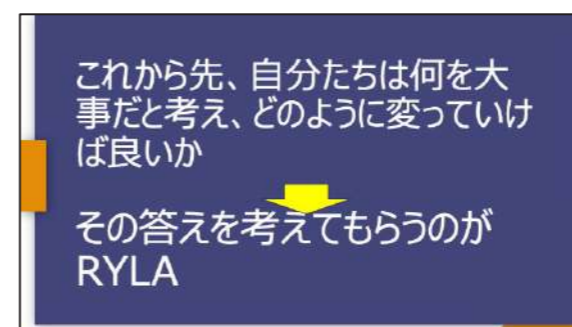 これから先、自分たちは何を大
事だと考え、どのように変っていけ
ば良いか
その答えを考えてもらうのが
RYLA